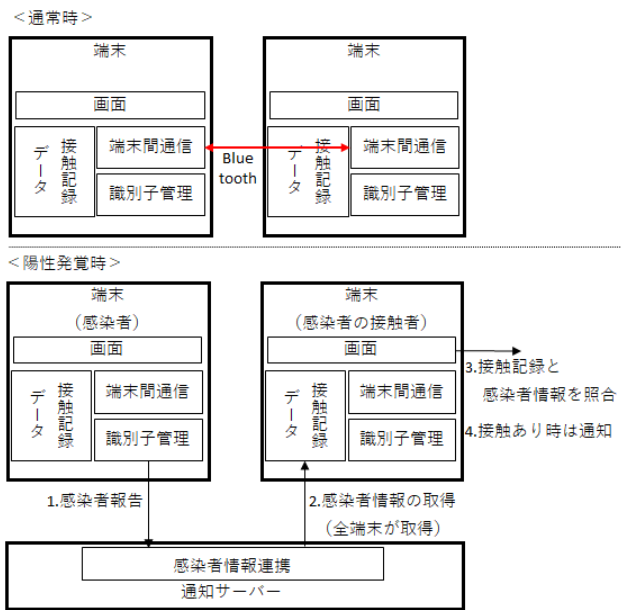 ＜通常時＞
端末
画面
接触記録
データ
端末間通信
識別子管理
Blue
tooth
端末
画面
接触記録
データ
端末間通信
識別子管理
＜陽性発覚時＞
端末
（感染者）
画面
接触記録
データ
端末間通信
識別子管理
端末
（感染者の接触者）
画面
接触記録
データ
端末間通信
識別子管理
3.接触記録と
感染者情報を照合
4.接触あり時は通知
1.感染者報告
2.感染者情報の取得
（全端末が取得）
感染者情報連携
通知サーバー